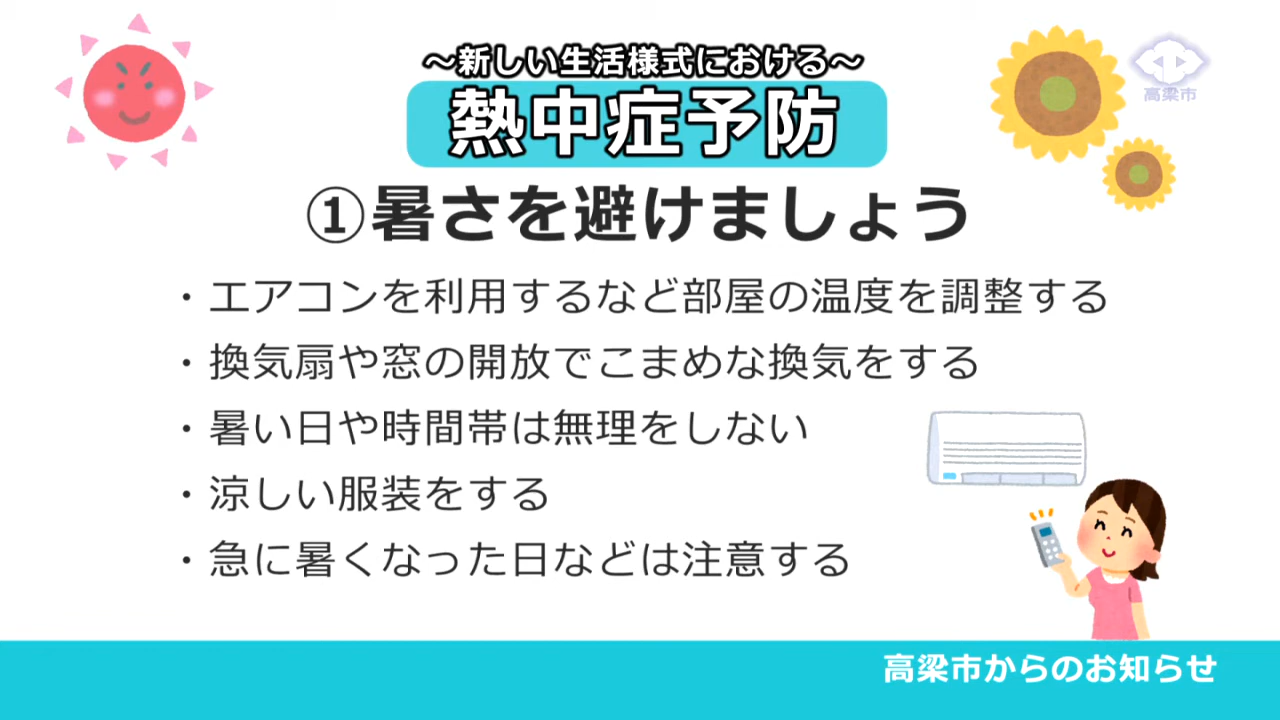 ～新しい生活様式における～
熱中症予防
高梁市
①暑さを避けましょう
・エアコンを利用するなど部屋の温度を調整する
・換気扇や窓の開放でこまめな換気をする
・暑い日や時間帯は無理をしない
・涼しい服装をする
・急に暑くなった日などは注意する
高梁市からのお知らせ